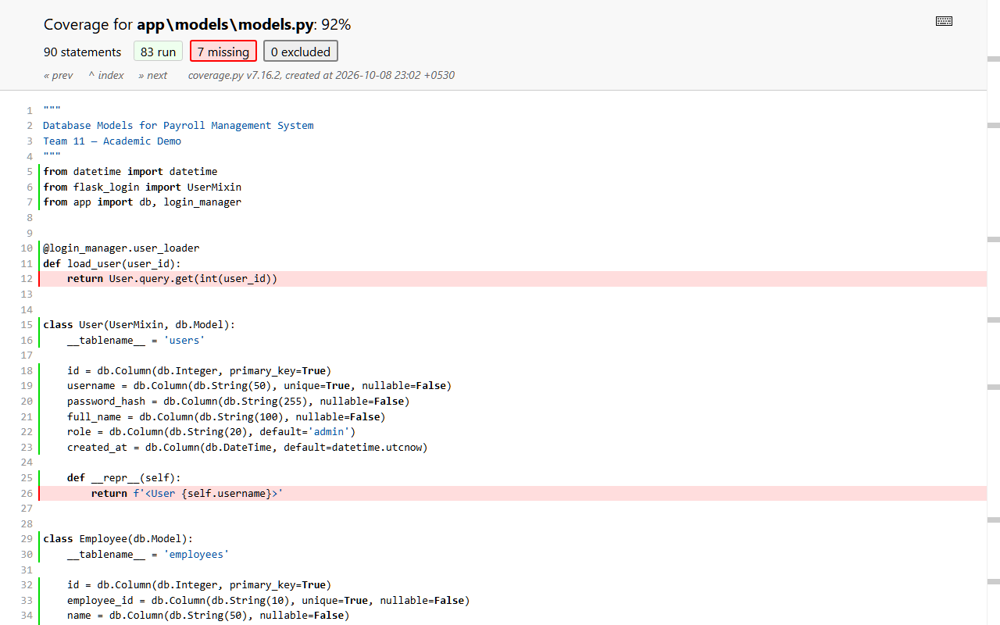 Coverage for app\models\models.py: 92%
90 statements 83 run 7 missing 0 excluded
« prev ^ index » next coverage.py v7.16.2, created at 2026-10-08 23:02 +0530
1 """
2 Database Models for Payroll Management System
3 Team 11 — Academic Demo
4 """
5 from datetime import datetime
6 from flask_login import UserMixin
7 from app import db, login_manager
8
9
10 @login_manager.user_loader
11 def load_user(user_id):
12     return User.query.get(int(user_id))
13
14
15 class User(UserMixin, db.Model):
16     __tablename__ = 'users'
17
18     id = db.Column(db.Integer, primary_key=True)
19     username = db.Column(db.String(50), unique=True, nullable=False)
20     password_hash = db.Column(db.String(255), nullable=False)
21     full_name = db.Column(db.String(100), nullable=False)
22     role = db.Column(db.String(20), default='admin')
23     created_at = db.Column(db.DateTime, default=datetime.utcnow)
24
25     def __repr__(self):
26         return f'<User {self.username}>'
27
28
29 class Employee(db.Model):
30     __tablename__ = 'employees'
31
32     id = db.Column(db.Integer, primary_key=True)
33     employee_id = db.Column(db.String(10), unique=True, nullable=False)
34     name = db.Column(db.String(50), nullable=False)